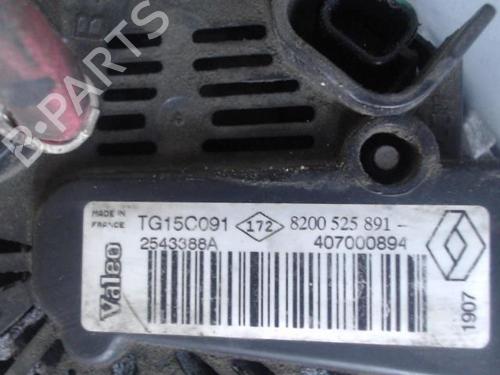 B-PARTS
MADE IN
FRANCE
TG15C091
172
8200 525 891 -
2543388A
407000894
Valeo
1907